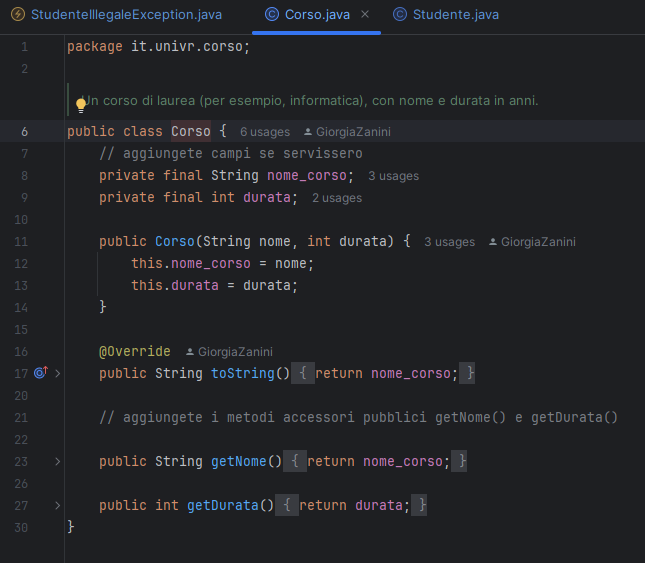 StudenteIllegaleException.java Corso.java Studente.java
1 package it.univr.corso;
2
Un corso di laurea (per esempio, informatica), con nome e durata in anni.
6 public class Corso { 6 usages GiorgiaZanini
7 // aggiungete campi se servissero
8 private final String nome_corso; 3 usages
9 private final int durata; 2 usages
10
11 public Corso(String nome, int durata) { 3 usages GiorgiaZanini
12 this.nome_corso = nome;
13 this.durata = durata;
14 }
15
16 @Override GiorgiaZanini
17 public String toString() { return nome_corso; }
20
21 // aggiungete i metodi accessori pubblici getNome() e getDurata()
22
23 public String getNome() { return nome_corso; }
26
27 public int getDurata() { return durata; }
30 }